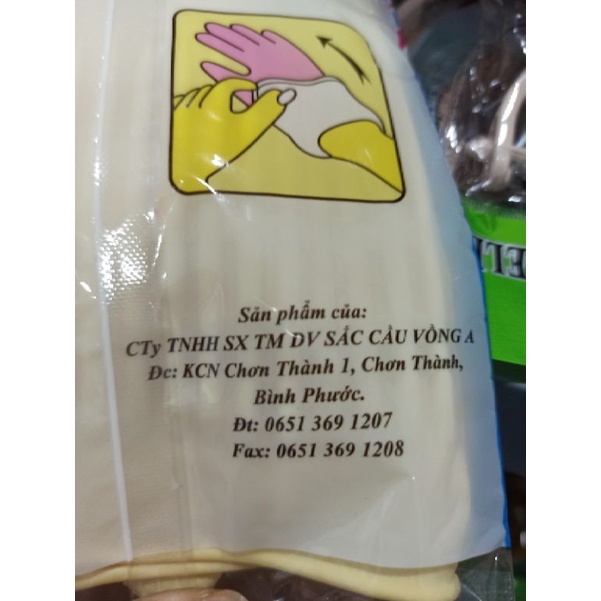 Sản phẩm của:
CTy TNHH SX TM DV SẮC CẦU VỒNG A
Đc: KCN Chơn Thành 1, Chơn Thành,
Bình Phước.
Đt: 0651 369 1207
Fax: 0651 369 1208